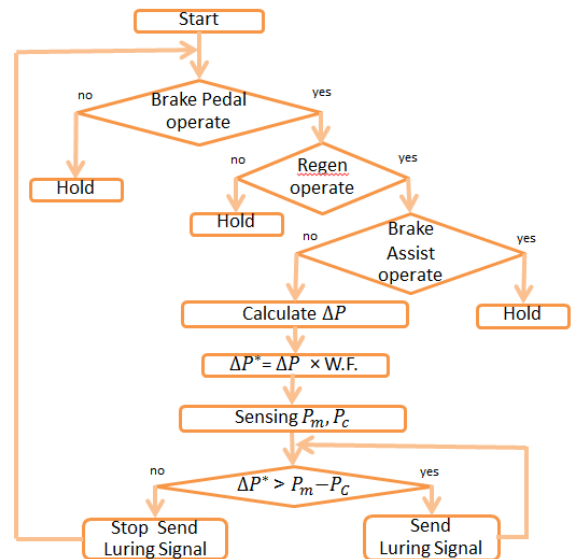 Start
no
Brake Pedal
operate
yes
Hold
no
Regen
operate
yes
Hold
no
Brake
Assist
operate
yes
Hold
Calculate ΔP
ΔP* = ΔP × W.F.
Sensing Pm, Pc
no
ΔP* > Pm−PC
yes
Stop Send
Luring Signal
Send
Luring Signal